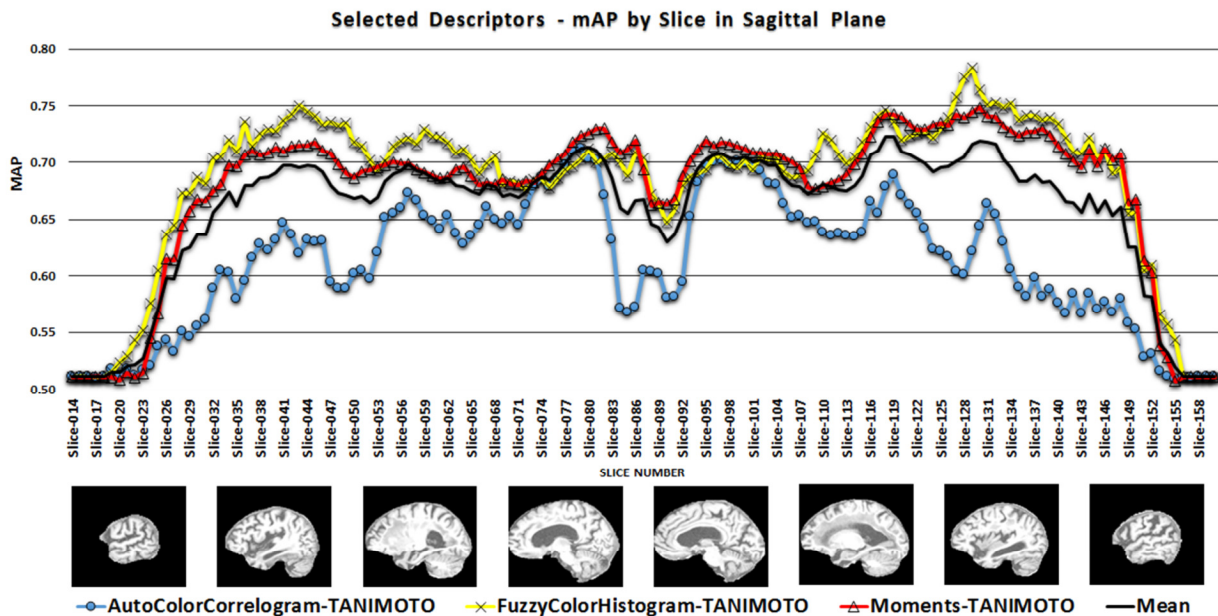 Selected Descriptors - mAP by Slice in Sagittal Plane
0.80
0.75
0.70
0.65
0.60
0.55
0.50
MAP
Slice-014
Slice-017
Slice-020
Slice-023
Slice-026
Slice-029
Slice-032
Slice-035
Slice-038
Slice-041
Slice-044
Slice-047
Slice-050
Slice-053
Slice-056
Slice-059
Slice-062
Slice-065
Slice-068
Slice-071
Slice-074
Slice-077
Slice-080
Slice-083
Slice-086
Slice-089
Slice-092
Slice-095
Slice-098
Slice-101
Slice-104
Slice-107
Slice-110
Slice-113
Slice-116
Slice-119
Slice-122
Slice-125
Slice-128
Slice-131
Slice-134
Slice-137
Slice-140
Slice-143
Slice-146
Slice-149
Slice-152
Slice-155
Slice-158
SLICE NUMBER
AutoColorCorrelogram-TANIMOTO
FuzzyColorHistogram-TANIMOTO
Moments-TANIMOTO
Mean